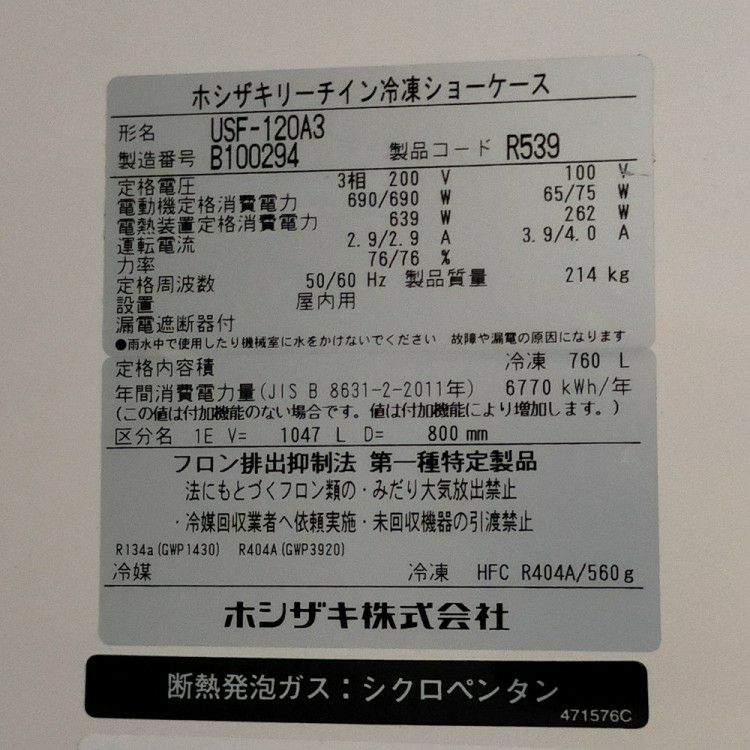 ホシザキリーチイン冷凍ショーケース
形名 USF-120A3
製造番号 B100294 製品コード R539
定格電圧 3相 200 V 100 V
電動機定格消費電力 690/690 W 65/75 W
電熱装置定格消費電力 639 W 262 W
運転電流 2.9/2.9 A 3.9/4.0 A
力率 76/76 %
定格周波数 50/60 Hz 製品質量 214 kg
設置 屋内用
漏電遮断器付
●雨水中で使用したり機械室に水をかけないでください 故障や漏電の原因になります
定格内容積 冷凍 760 L
年間消費電力量(JIS B 8631-2-2011年) 6770 kWh/年
(この値は付加機能のない場合です。値は付加機能により増加します。)
区分名 1E V= 1047 L D= 800 mm
フロン排出抑制法 第一種特定製品
法にもとづくフロン類の・みだり大気放出禁止
・冷媒回収業者へ依頼実施・未回収機器の引渡禁止
R134a(GWP1430) R404A(GWP3920)
冷媒 冷凍 HFC R404A/560g
ホシザキ株式会社
断熱発泡ガス：シクロペンタン
471576C